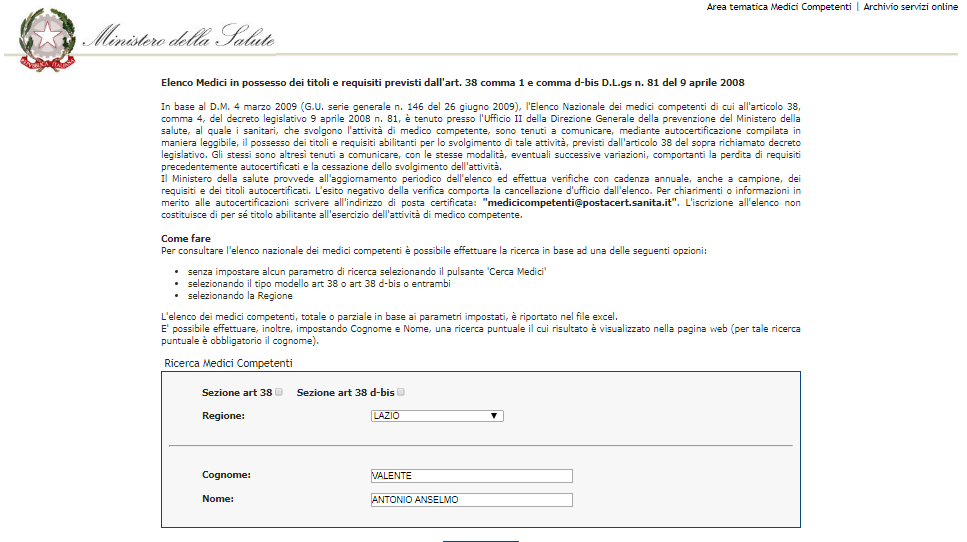 Area tematica Medici Competenti | Archivio servizi online
Ministero della Salute
REPVBBLICA ITALIANA
Elenco Medici in possesso dei titoli e requisiti previsti dall'art. 38 comma 1 e comma d-bis D.L.gs n. 81 del 9 aprile 2008
In base al D.M. 4 marzo 2009 (G.U. serie generale n. 146 del 26 giugno 2009), l'Elenco Nazionale dei medici competenti di cui all'articolo 38,
comma 4, del decreto legislativo 9 aprile 2008 n. 81, è tenuto presso l'Ufficio II della Direzione Generale della prevenzione del Ministero della
salute, al quale i sanitari, che svolgono l'attività di medico competente, sono tenuti a comunicare, mediante autocertificazione compilata in
maniera leggibile, il possesso dei titoli e requisiti abilitanti per lo svolgimento di tale attività, previsti dall'articolo 38 del sopra richiamato decreto
legislativo. Gli stessi sono altresì tenuti a comunicare, con le stesse modalità, eventuali successive variazioni, comportanti la perdita di requisiti
precedentemente autocertificati e la cessazione dello svolgimento dell'attività.
Il Ministero della salute provvede all'aggiornamento periodico dell'elenco ed effettua verifiche con cadenza annuale, anche a campione, dei
requisiti e dei titoli autocertificati. L'esito negativo della verifica comporta la cancellazione d'ufficio dall'elenco. Per chiarimenti o informazioni in
merito alle autocertificazioni scrivere all'indirizzo di posta certificata: "medicicompetenti@postacert.sanita.it". L'iscrizione all'elenco non
costituisce di per sé titolo abilitante all'esercizio dell'attività di medico competente.
Come fare
Per consultare l'elenco nazionale dei medici competenti è possibile effettuare la ricerca in base ad una delle seguenti opzioni:
• senza impostare alcun parametro di ricerca selezionando il pulsante 'Cerca Medici'
• selezionando il tipo modello art 38 o art 38 d-bis o entrambi
• selezionando la Regione
L'elenco dei medici competenti, totale o parziale in base ai parametri impostati, è riportato nel file excel.
E' possibile effettuare, inoltre, impostando Cognome e Nome, una ricerca puntuale il cui risultato è visualizzato nella pagina web (per tale ricerca
puntuale è obbligatorio il cognome).
Ricerca Medici Competenti
Sezione art 38 Sezione art 38 d-bis
Regione: LAZIO
Cognome: VALENTE
Nome: ANTONIO ANSELMO